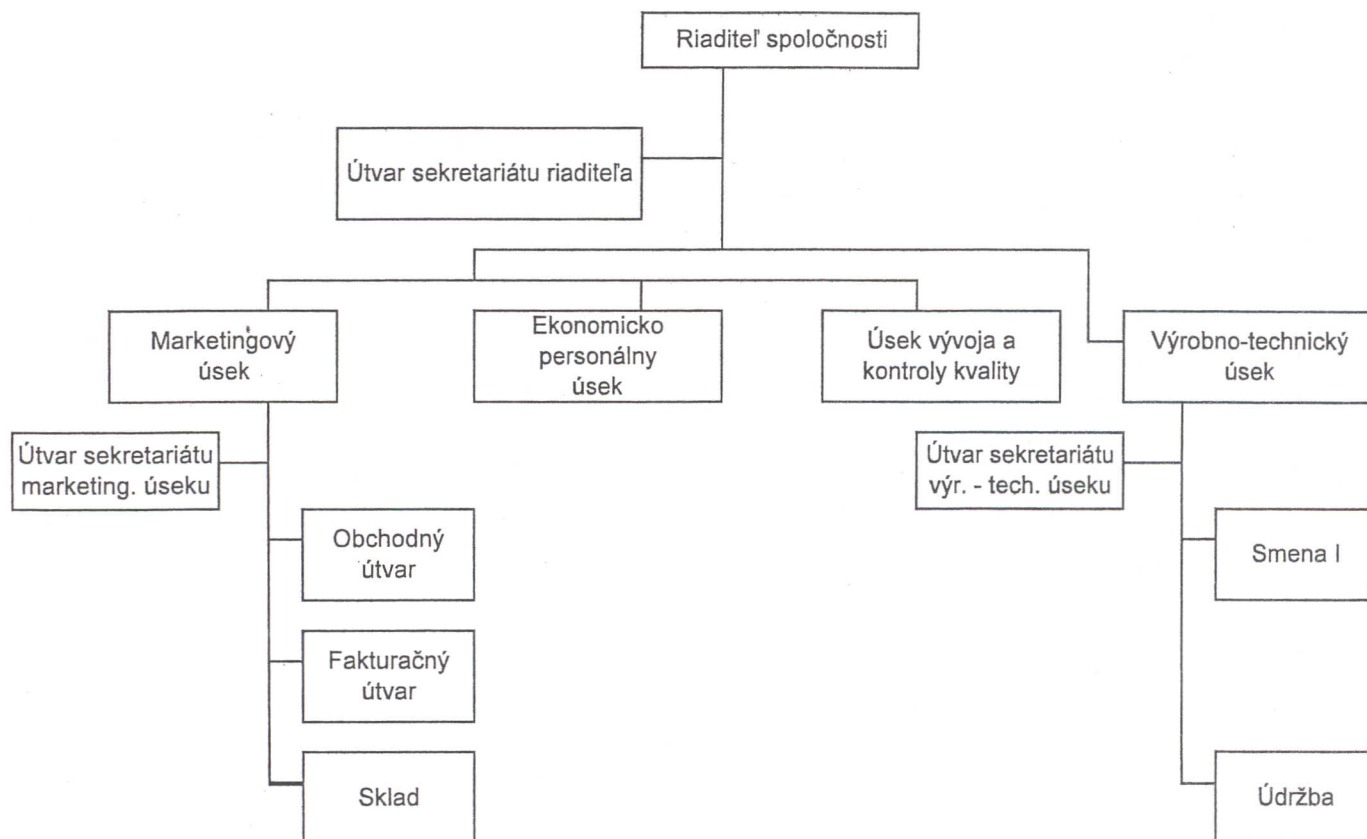 Riaditeľ spoločnosti
Útvar sekretariátu riaditeľa
Marketingový
úsek
Ekonomicko
personálny
úsek
Úsek vývoja a
kontroly kvality
Výrobno-technický
úsek
Útvar sekretariátu
marketing. úseku
Útvar sekretariátu
výr. - tech. úseku
Obchodný
útvar
Smena I
Fakturačný
útvar
Sklad
Údržba